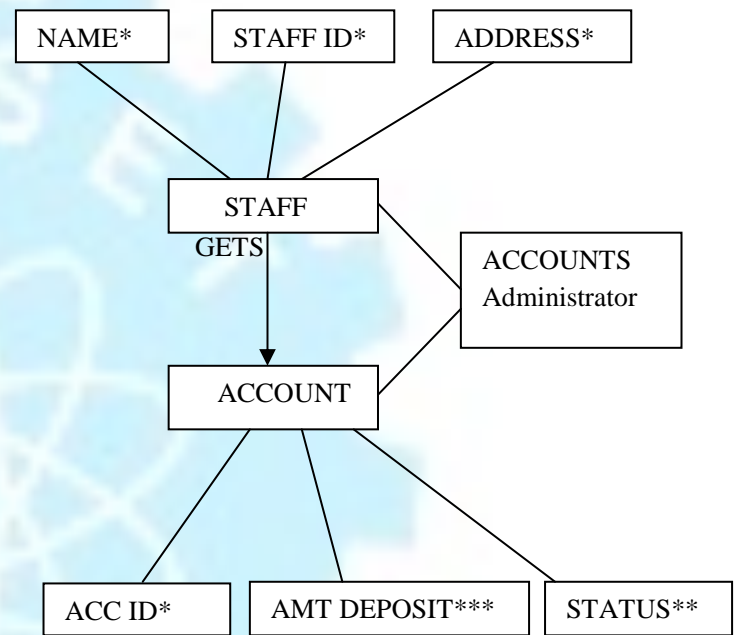 NAME*
STAFF ID*
ADDRESS*
STAFF
GETS
ACCOUNTS
Administrator
ACCOUNT
ACC ID*
AMT DEPOSIT***
STATUS**